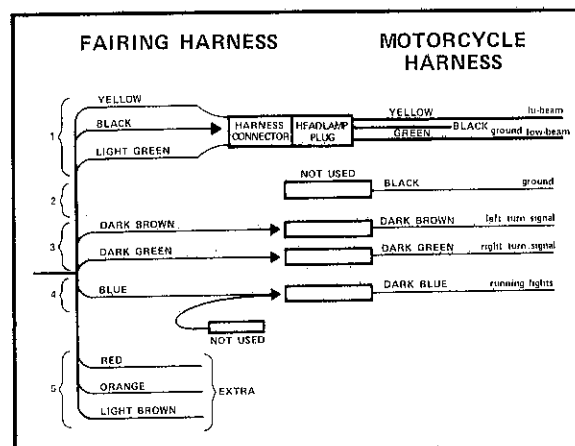 FAIRING HARNESS
MOTORCYCLE HARNESS
1
YELLOW
BLACK
LIGHT GREEN
HARNESS CONNECTOR
HEADLAMP PLUG
YELLOW hi-beam
BLACK ground
GREEN low-beam
2
NOT USED
BLACK ground
3
DARK BROWN
DARK BROWN left turn signal
DARK GREEN
DARK GREEN right turn signal
4
BLUE
DARK BLUE running lights
NOT USED
5
RED
ORANGE
LIGHT BROWN
EXTRA